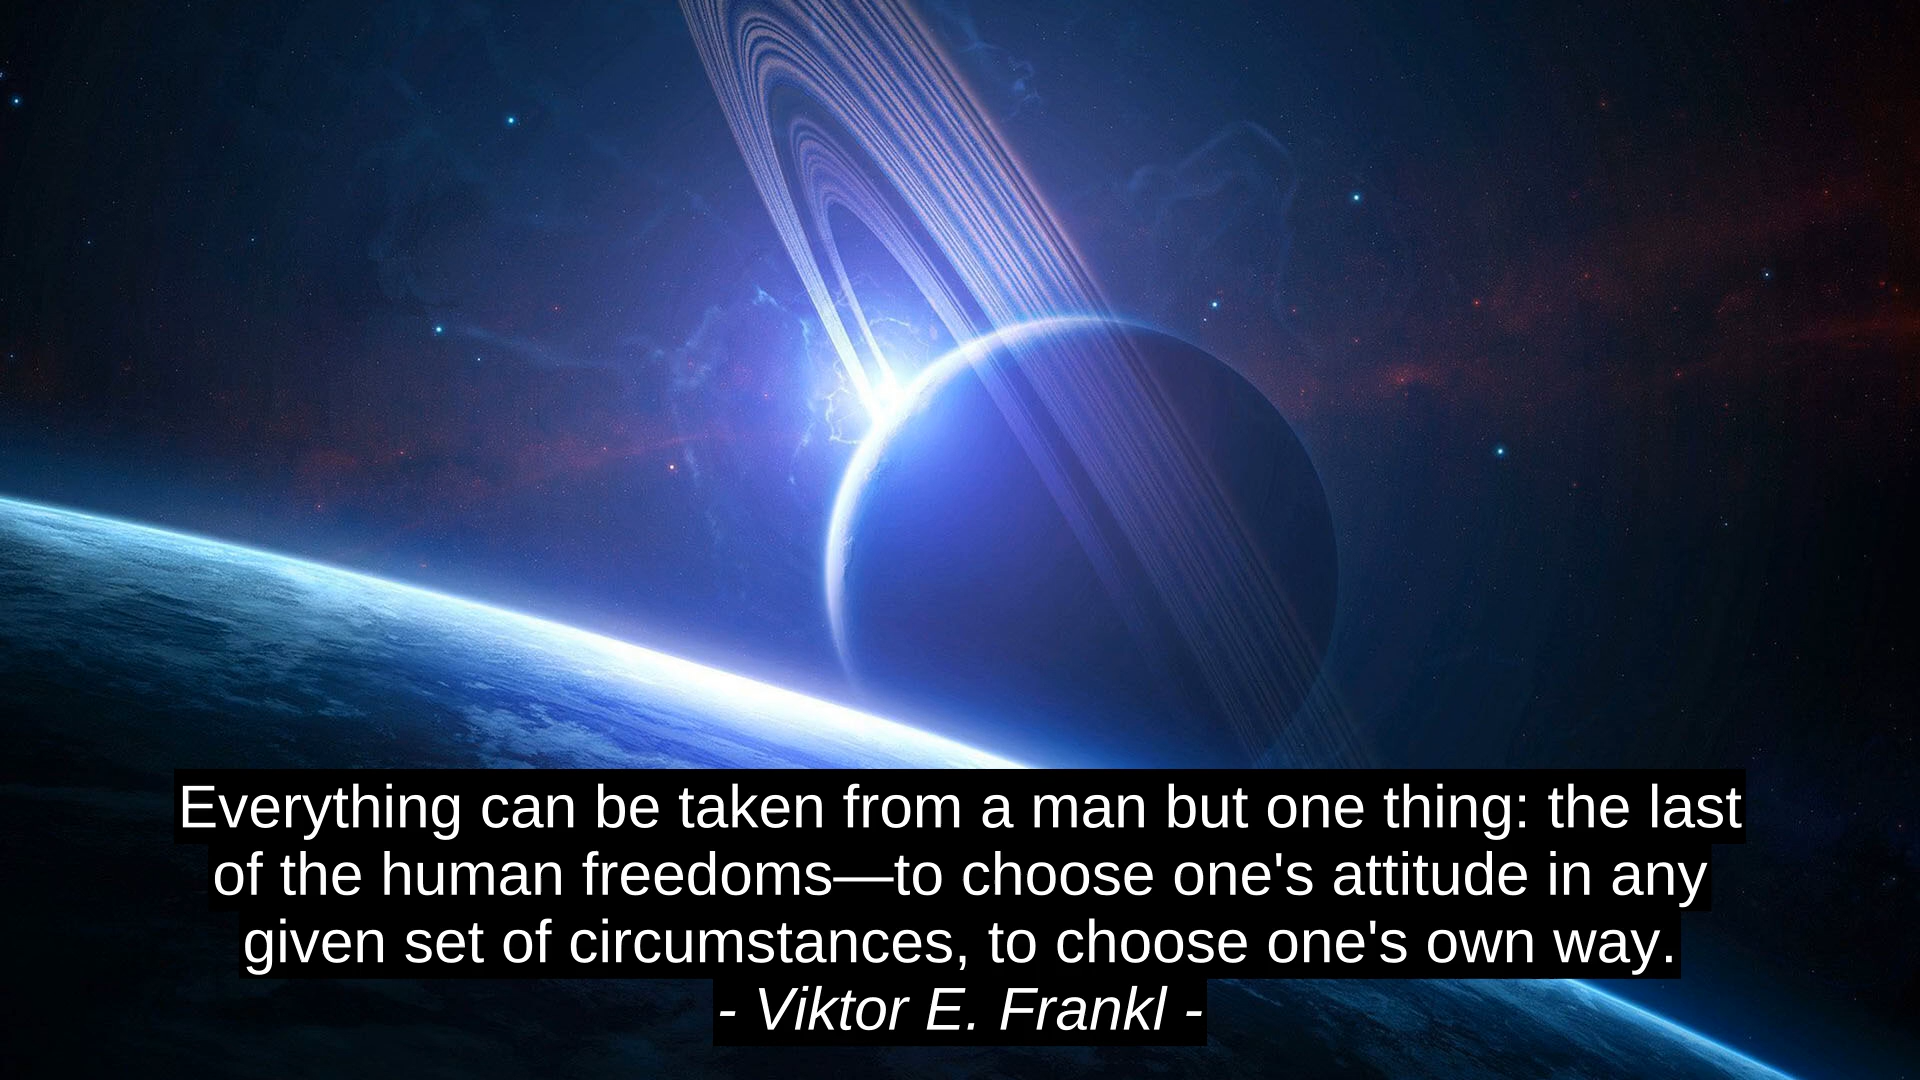 Everything can be taken from a man but one thing: the last
of the human freedoms—to choose one's attitude in any
given set of circumstances, to choose one's own way.
- Viktor E. Frankl -